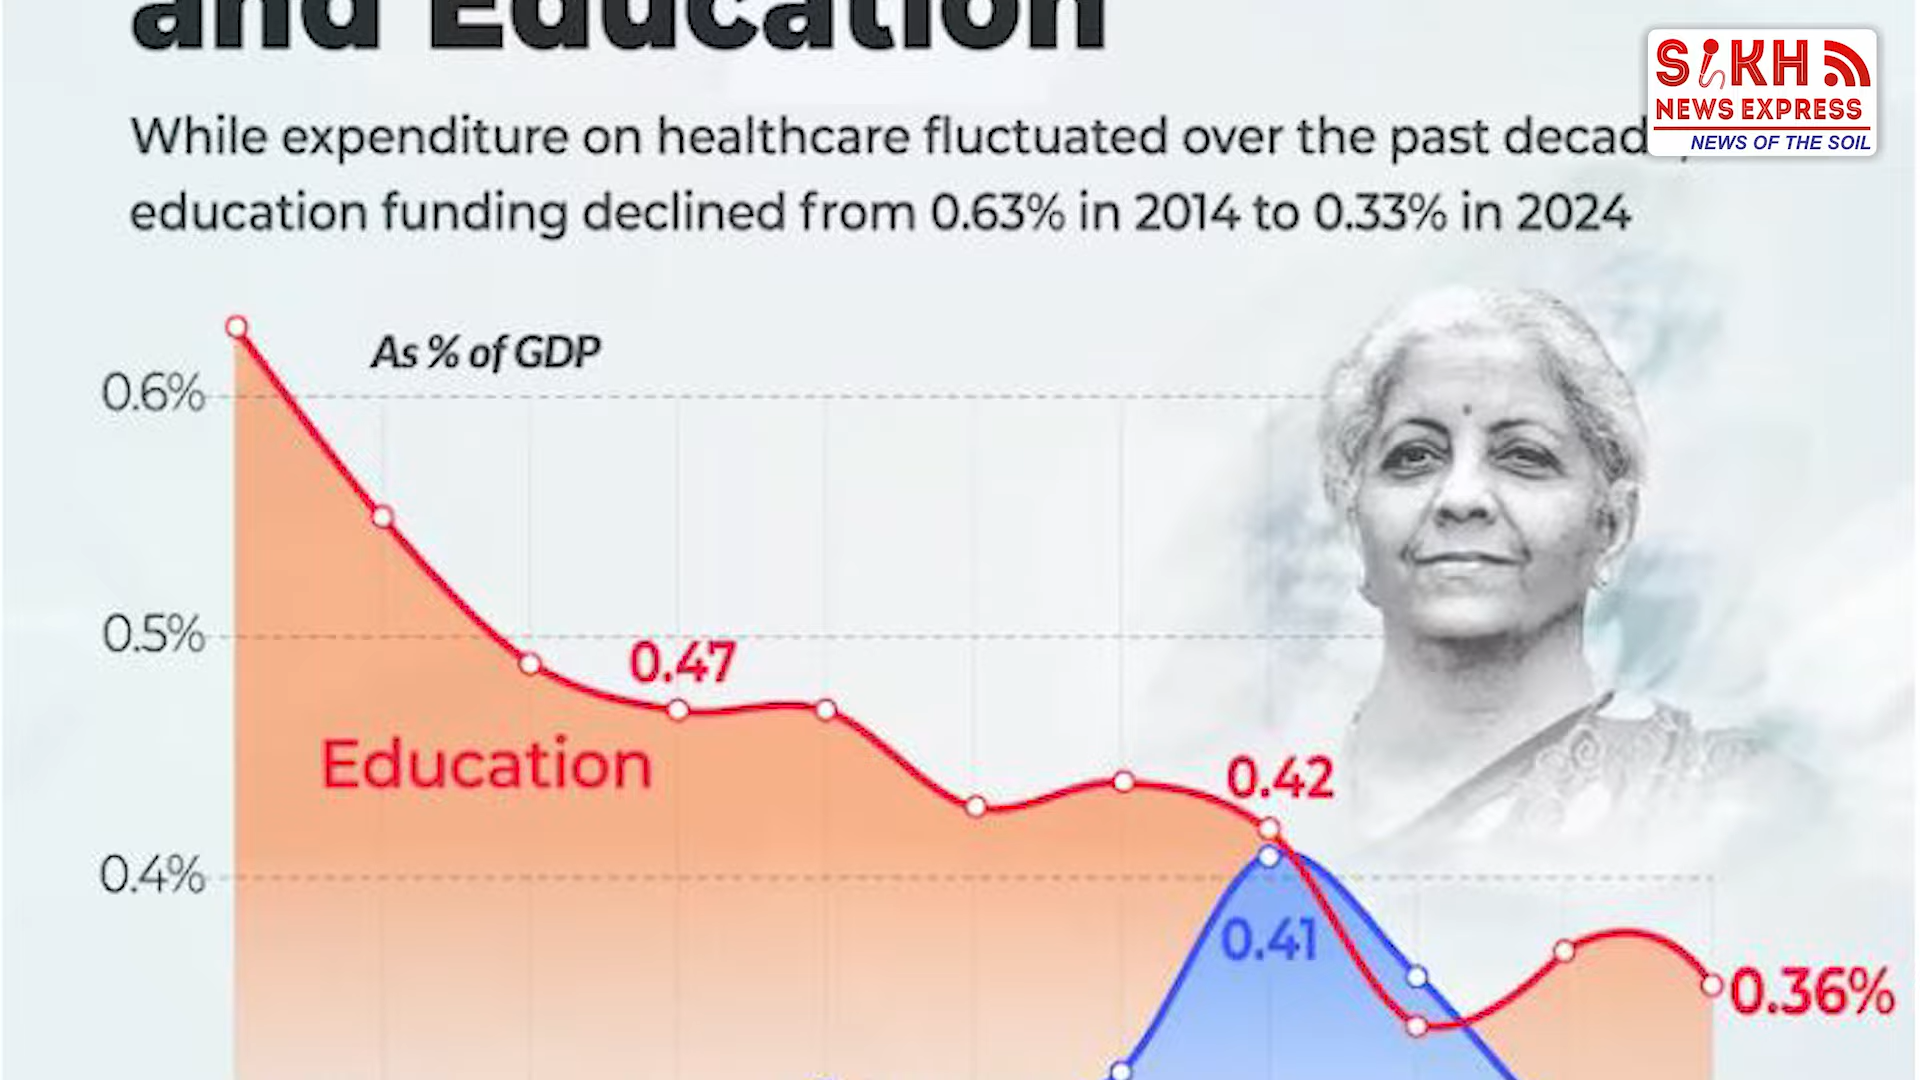 and Education
SIKH
NEWS EXPRESS
NEWS OF THE SOIL
While expenditure on healthcare fluctuated over the past decad
education funding declined from 0.63% in 2014 to 0.33% in 2024
As % of GDP
0.6%
0.5%
0.47
Education
0.42
0.4%
0.41
0.36%